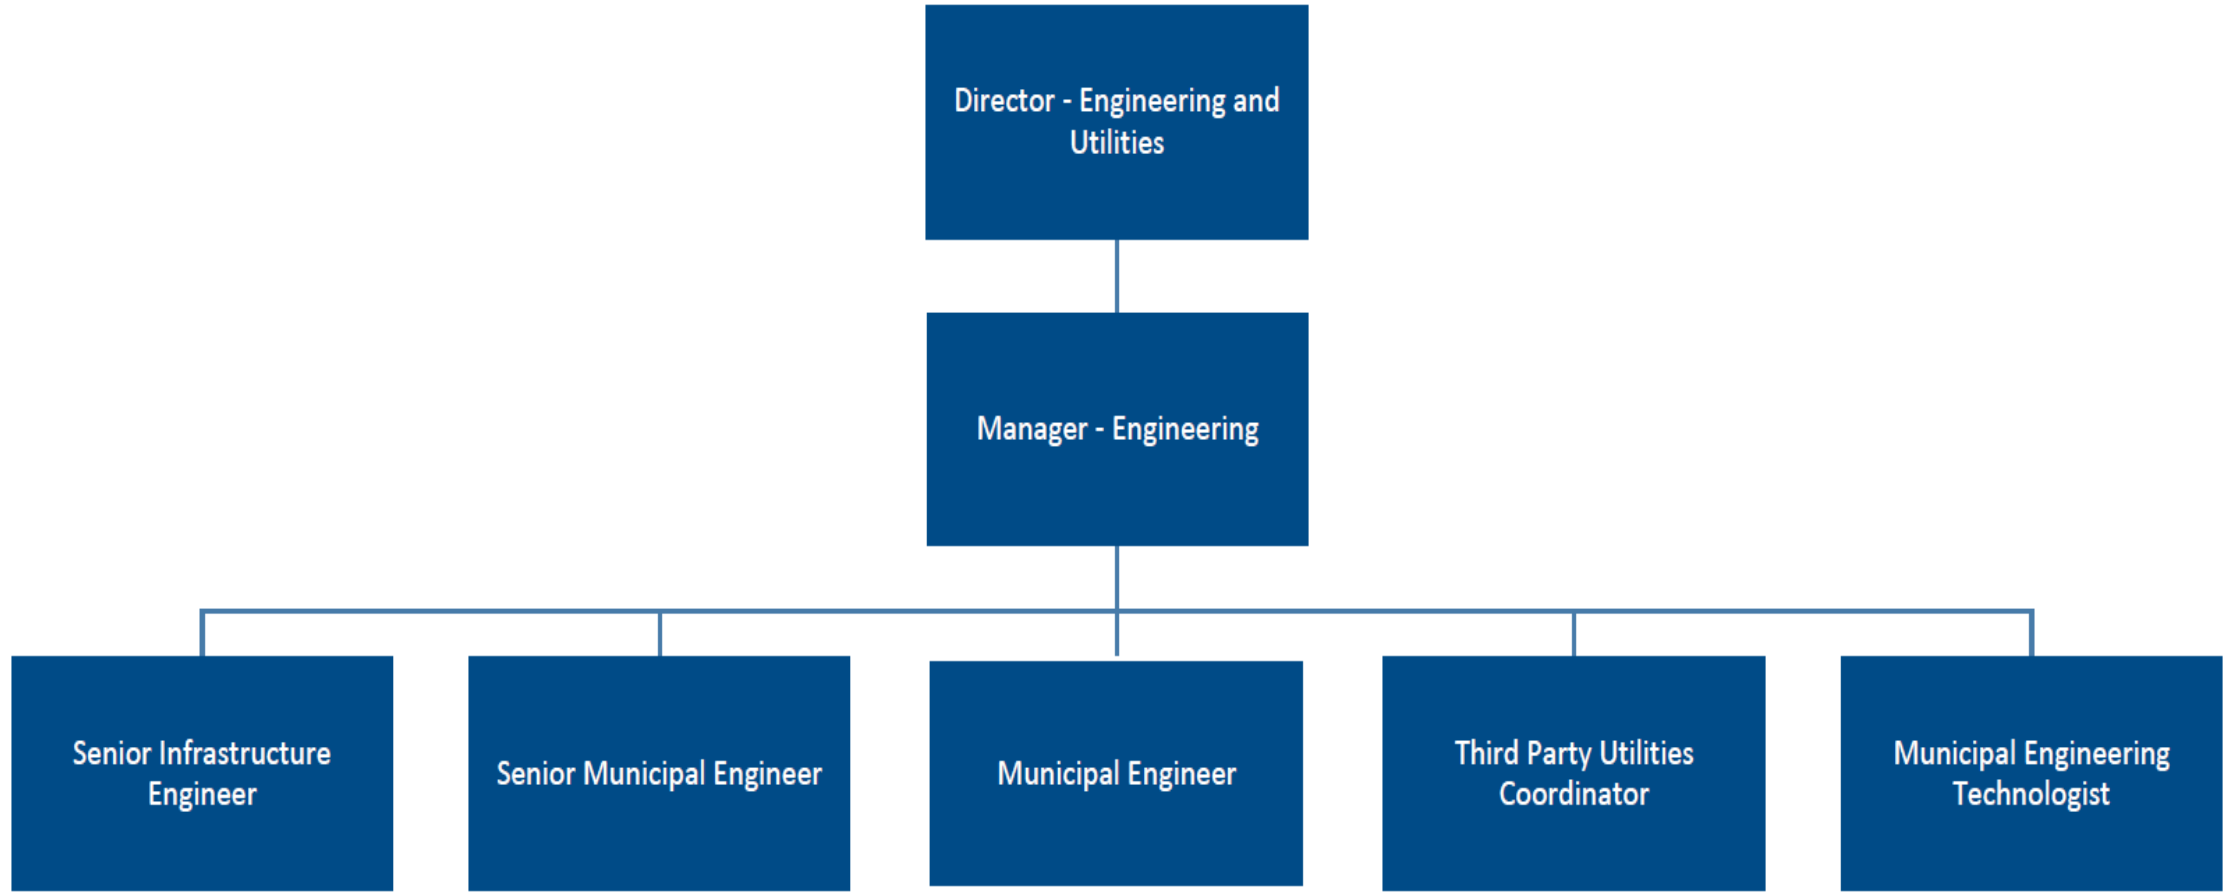 Director - Engineering and
Utilities
Manager - Engineering
Senior Infrastructure
Engineer
Senior Municipal Engineer
Municipal Engineer
Third Party Utilities
Coordinator
Municipal Engineering
Technologist